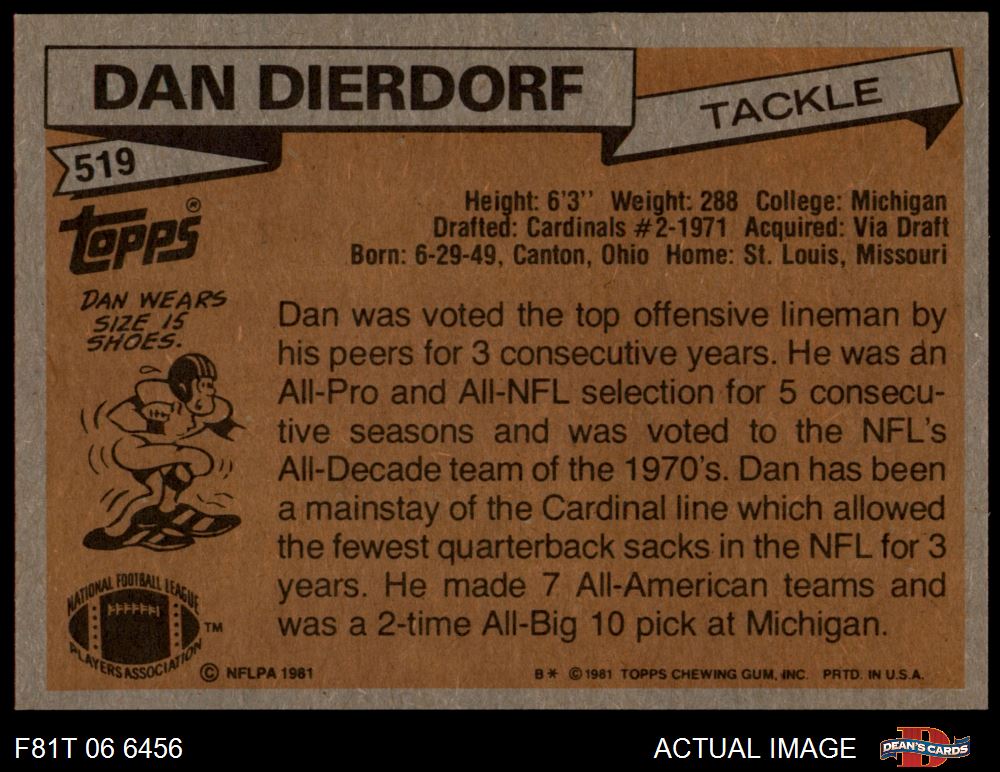 DAN DIERDORF
TACKLE
519
topps®
Height: 6'3'' Weight: 288 College: Michigan
Drafted: Cardinals #2-1971 Acquired: Via Draft
Born: 6-29-49, Canton, Ohio Home: St. Louis, Missouri
DAN WEARS
SIZE 15
SHOES.
Dan was voted the top offensive lineman by
his peers for 3 consecutive years. He was an
All-Pro and All-NFL selection for 5 consecu-
tive seasons and was voted to the NFL's
All-Decade team of the 1970's. Dan has been
a mainstay of the Cardinal line which allowed
the fewest quarterback sacks in the NFL for 3
years. He made 7 All-American teams and
was a 2-time All-Big 10 pick at Michigan.
NATIONAL FOOTBALL LEAGUE
PLAYERS ASSOCIATION
TM
© NFLPA 1981
B* © 1981 TOPPS CHEWING GUM, INC. PRTD. IN U.S.A.
F81T 06 6456
ACTUAL IMAGE
D
DEAN'S CARDS